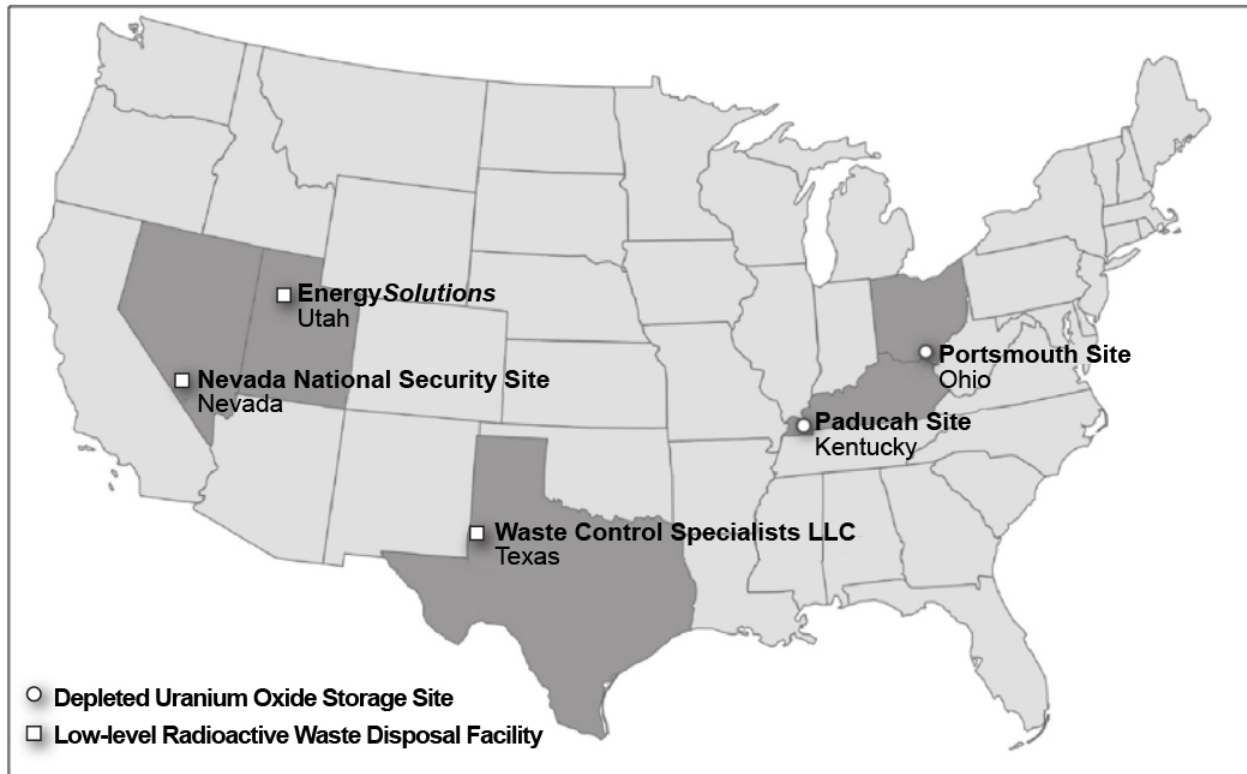 EnergySolutions
Utah
Portsmouth Site
Ohio
Nevada National Security Site
Nevada
Paducah Site
Kentucky
Waste Control Specialists LLC
Texas
Depleted Uranium Oxide Storage Site
Low-level Radioactive Waste Disposal Facility